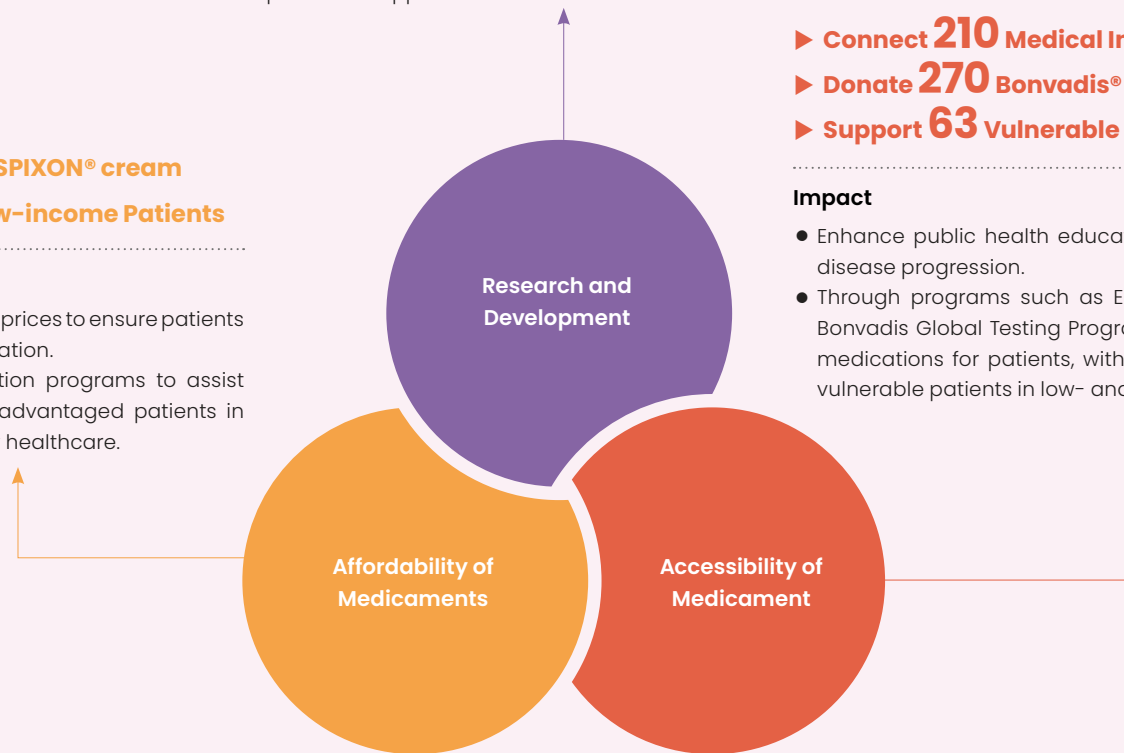 SPIXON® cream
w-income Patients
prices to ensure patients
ation.
tion programs to assist
advantaged patients in
healthcare.
Research and
Development
Affordability of
Medicaments
Accessibility of
Medicament
▶ Connect 210 Medical In
▶ Donate 270 Bonvadis®
▶ Support 63 Vulnerable
Impact
● Enhance public health educa
disease progression.
● Through programs such as E
Bonvadis Global Testing Progra
medications for patients, with
vulnerable patients in low- and